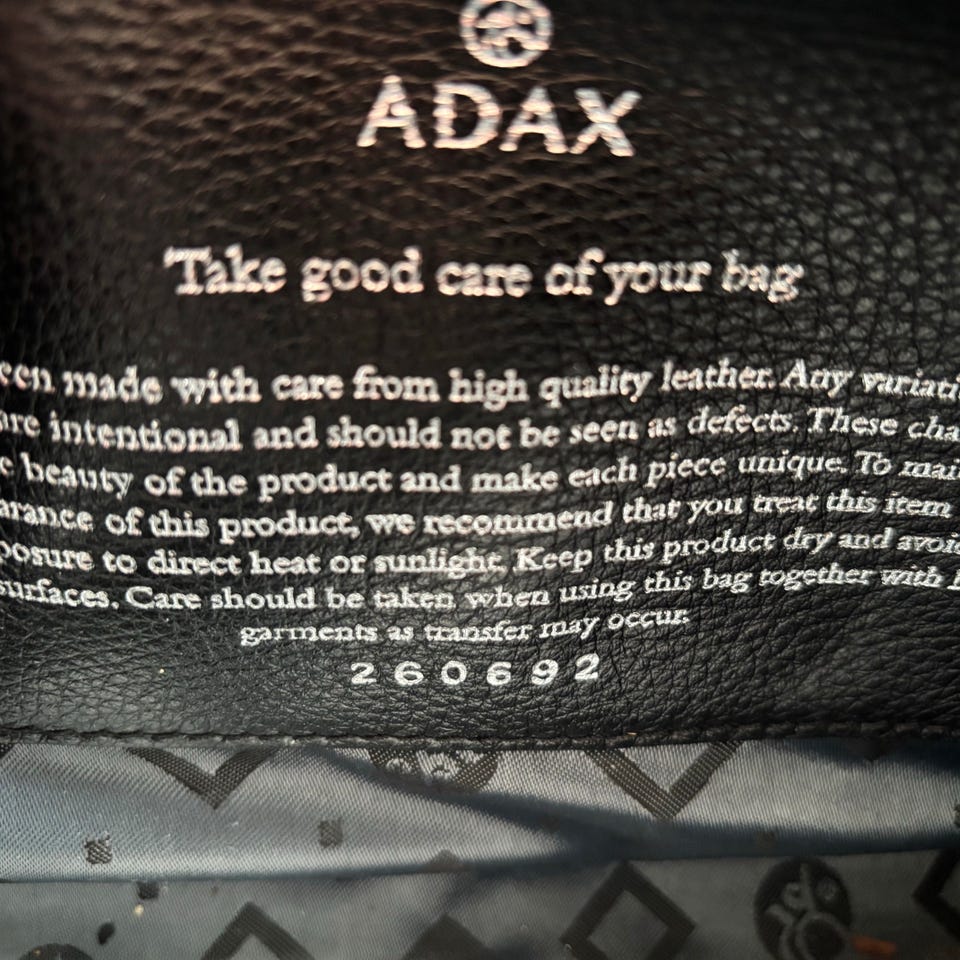 ADAX
Take good care of your bag
een made with care from high quality leather. Any variati
are intentional and should not be seen as defects. These cha
e beauty of the product and make each piece unique. To mai
arance of this product, we recommend that you treat this item
posure to direct heat or sunlight. Keep this product dry and avoid
surfaces. Care should be taken when using this bag together with
garments as transfer may occur.
260692